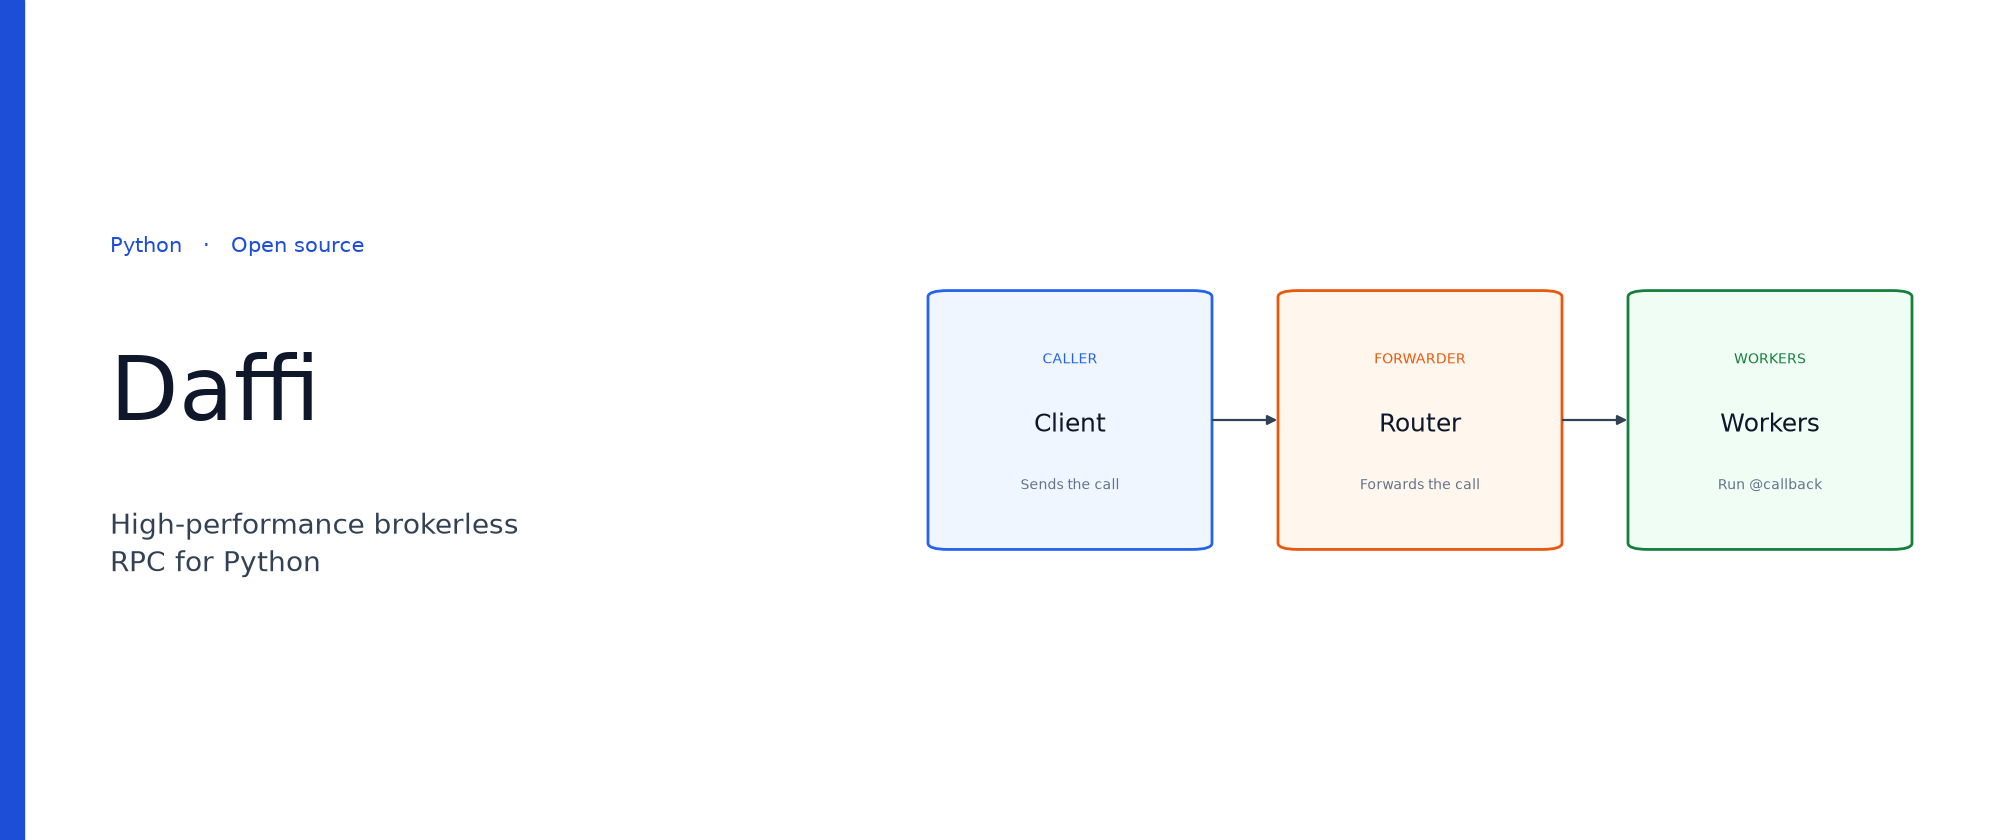 Python · Open source
Daffi
High-performance brokerless
RPC for Python
CALLER
Client
Sends the call
FORWARDER
Router
Forwards the call
WORKERS
Workers
Run @callback